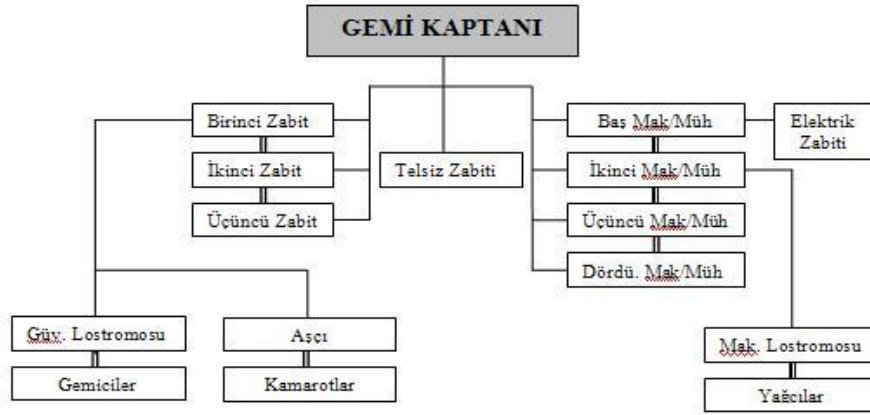 GEMİ KAPTANI
Birinci Zabit
İkinci Zabit
Üçüncü Zabit
Telsiz Zabiti
Baş Mak/Müh
İkinci Mak/Müh
Üçüncü Mak/Müh
Dördü. Mak/Müh
Elektrik
Zabiti
Güv. Lostromosu
Gemiciler
Aşçı
Kamarotlar
Mak. Lostromosu
Yağcılar